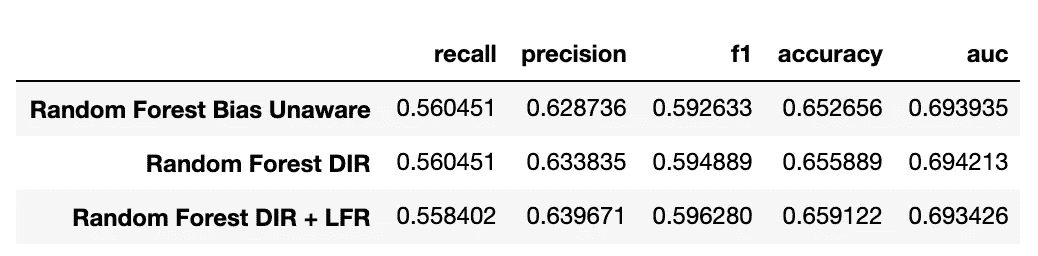 recall precision f1 accuracy auc
Random Forest Bias Unaware 0.560451 0.628736 0.592633 0.652656 0.693935
Random Forest DIR 0.560451 0.633835 0.594889 0.655889 0.694213
Random Forest DIR + LFR 0.558402 0.639671 0.596280 0.659122 0.693426